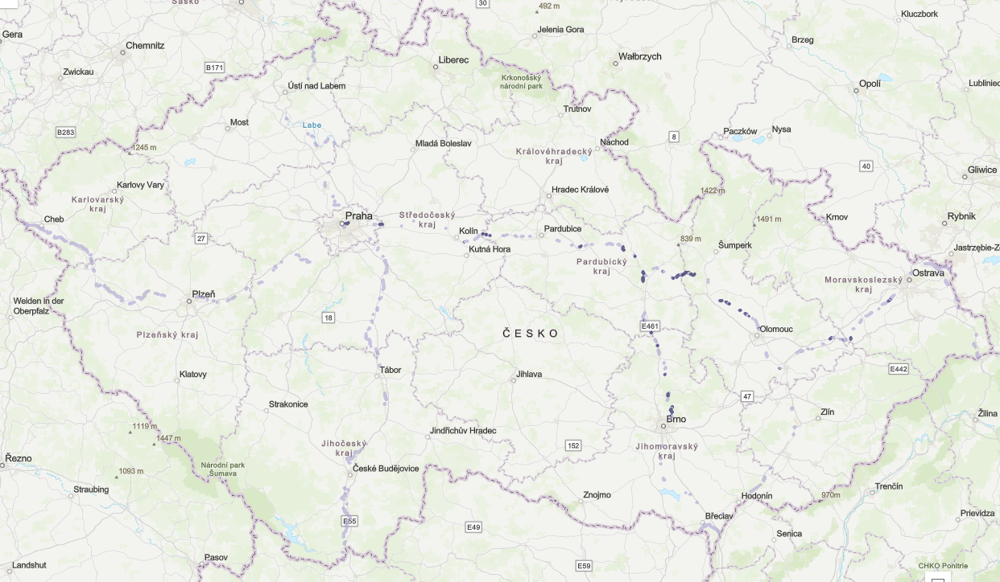 Sasko
30
492 m
Kluczbork
Gera
Jelenia Gora
Brzeg
Chemnitz
Liberec
Wałbrzych
B171
Zwickau
Krkonošský
národní park
Ústí nad Labem
Opolí
Lubliniec
Trutnov
Most
Labe
B283
Paczków
Nysa
8
1245 m
Mladá Boleslav
Náchod
Královéhradecký
kraj
40
Gliwice
Karlovy Vary
Karlovarský
kraj
Hradec Králové
1422 m
Cheb
Praha
Středočeský
kraj
1491 m
Krnov
Rybnik
27
Kolín
Pardubice
839 m
Šumperk
Kutná Hora
Jastrzębie-Z
Pardubický
kraj
Moravskoslezský
kraj
Ostrava
Plzeň
Weiden in der
Oberpfalz
18
E461
Olomouc
Plzeňský kraj
ČESKO
Klatovy
Tábor
Jihlava
E442
Strakonice
47
Zlín
Žilina
1119 m
1447 m
Brno
Jindřichův Hradec
Jihočeský
kraj
152
Jihomoravský
kraj
Řezno
Národní park
Šumava
České Budějovice
1093 m
Straubing
Znojmo
Hodonín
970m
Trenčín
E55
E49
Břeclav
Prievidza
Senica
Pasov
Landshut
E59
CHKO Ponitrie